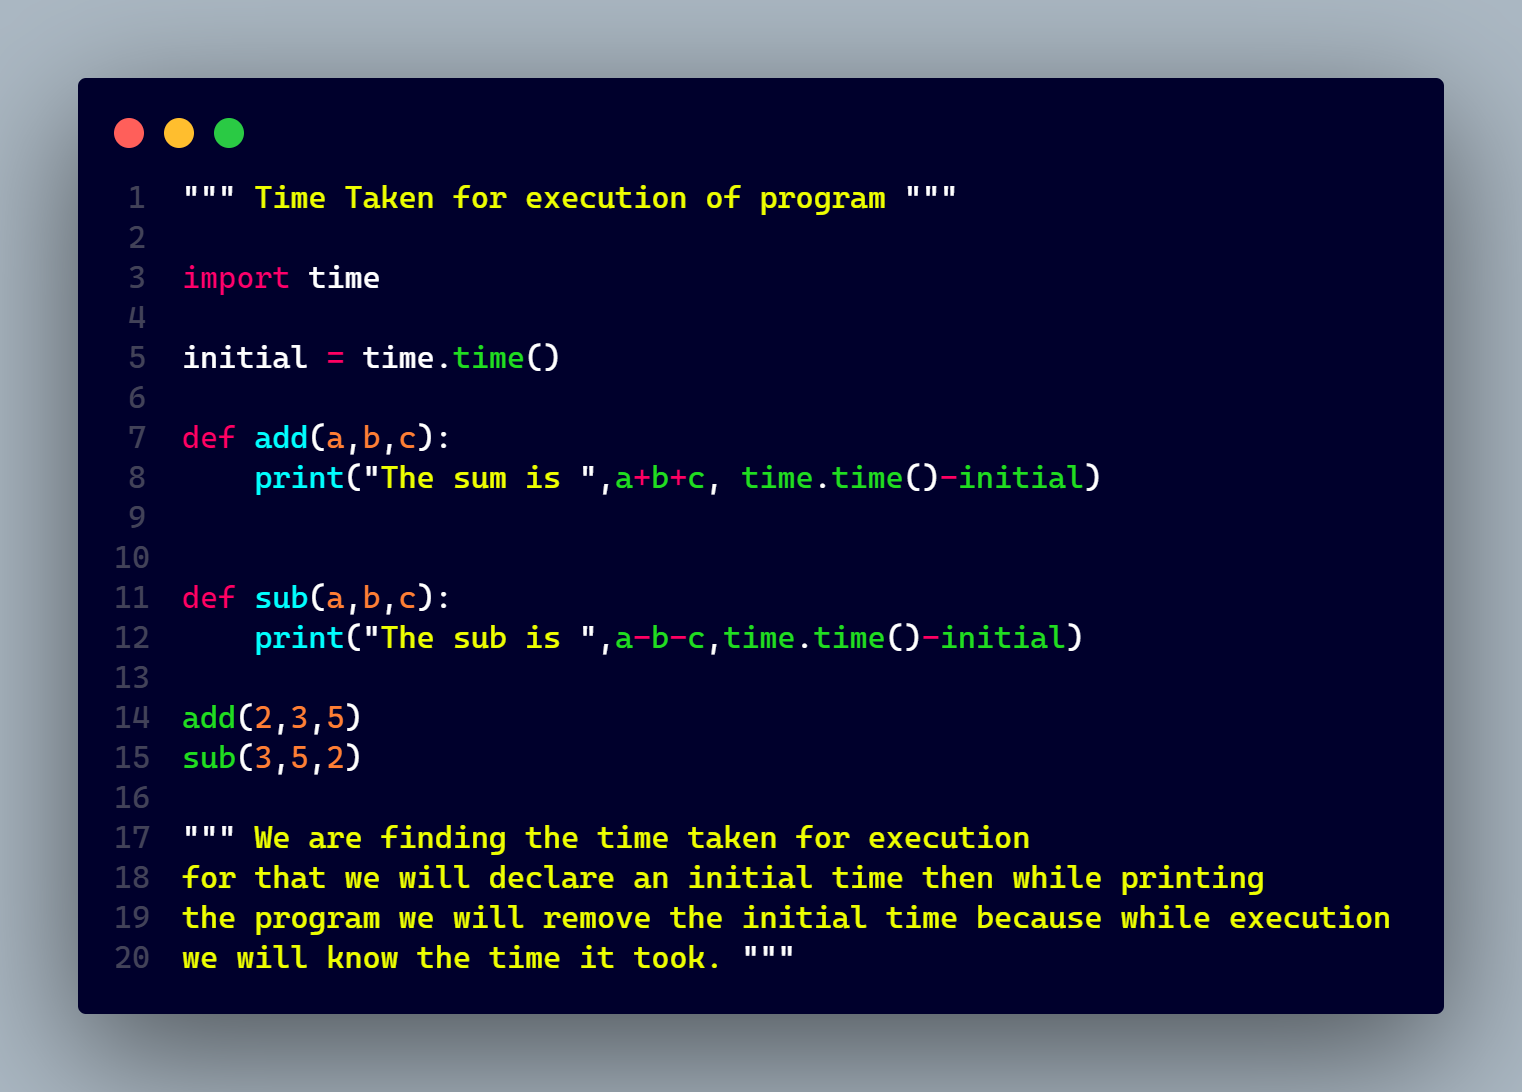 1 """ Time Taken for execution of program """
2
3 import time
4
5 initial = time.time()
6
7 def add(a,b,c):
8     print("The sum is ",a+b+c, time.time()-initial)
9
10
11 def sub(a,b,c):
12     print("The sub is ",a-b-c,time.time()-initial)
13
14 add(2,3,5)
15 sub(3,5,2)
16
17 """ We are finding the time taken for execution
18 for that we will declare an initial time then while printing
19 the program we will remove the initial time because while execution
20 we will know the time it took. """